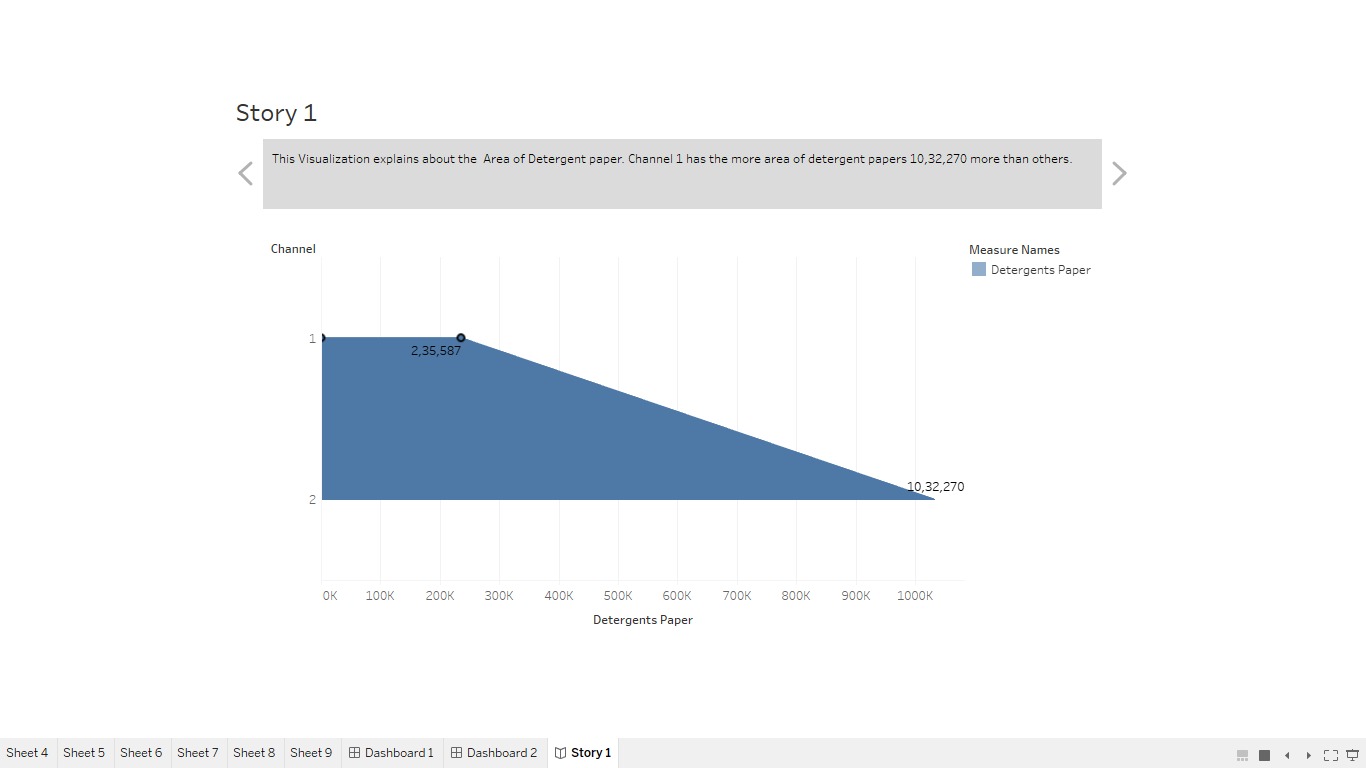 Story 1
This Visualization explains about the  Area of Detergent paper. Channel 1 has the more area of detergent papers 10,32,270 more than others.
Channel
Measure Names
Detergents Paper
1
2,35,587
10,32,270
2
0K 100K 200K 300K 400K 500K 600K 700K 800K 900K 1000K
Detergents Paper
Sheet 4 Sheet 5 Sheet 6 Sheet 7 Sheet 8 Sheet 9 Dashboard 1 Dashboard 2 Story 1